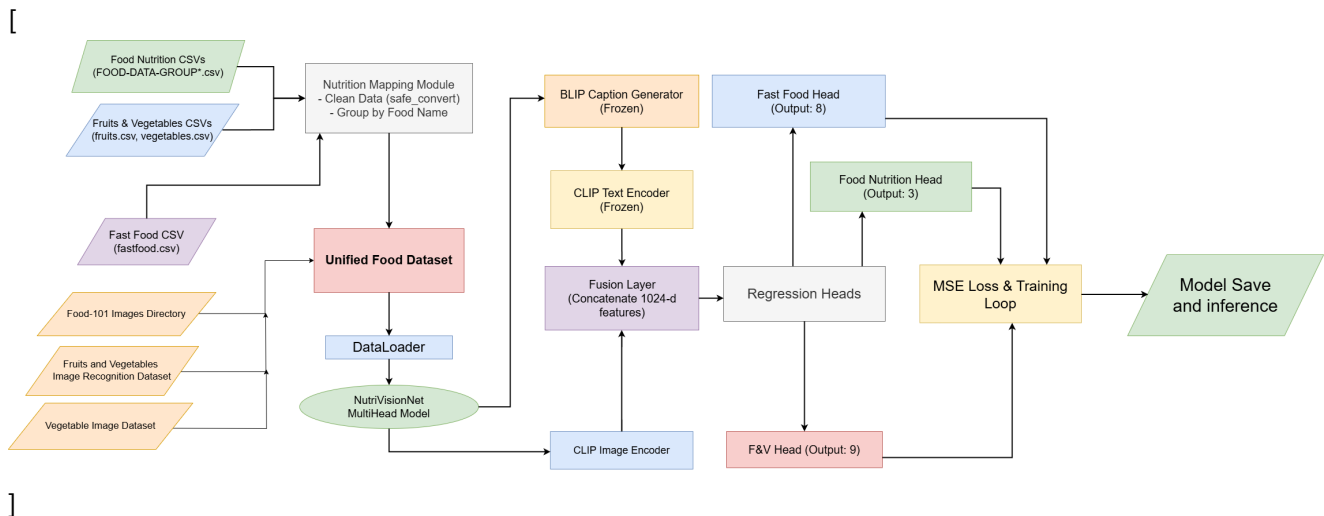 [
Food Nutrition CSVs
(FOOD-DATA-GROUP*.csv)
Fruits & Vegetables CSVs
(fruits.csv, vegetables.csv)
Fast Food CSV
(fastfood.csv)
Food-101 Images Directory
Fruits and Vegetables
Image Recognition Dataset
Vegetable Image Dataset
Nutrition Mapping Module
- Clean Data (safe_convert)
- Group by Food Name
Unified Food Dataset
DataLoader
NutriVisionNet
MultiHead Model
BLIP Caption Generator
(Frozen)
CLIP Text Encoder
(Frozen)
Fusion Layer
(Concatenate 1024-d
features)
CLIP Image Encoder
Fast Food Head
(Output: 8)
Food Nutrition Head
(Output: 3)
Regression Heads
F&V Head (Output: 9)
MSE Loss & Training
Loop
Model Save
and inference
]